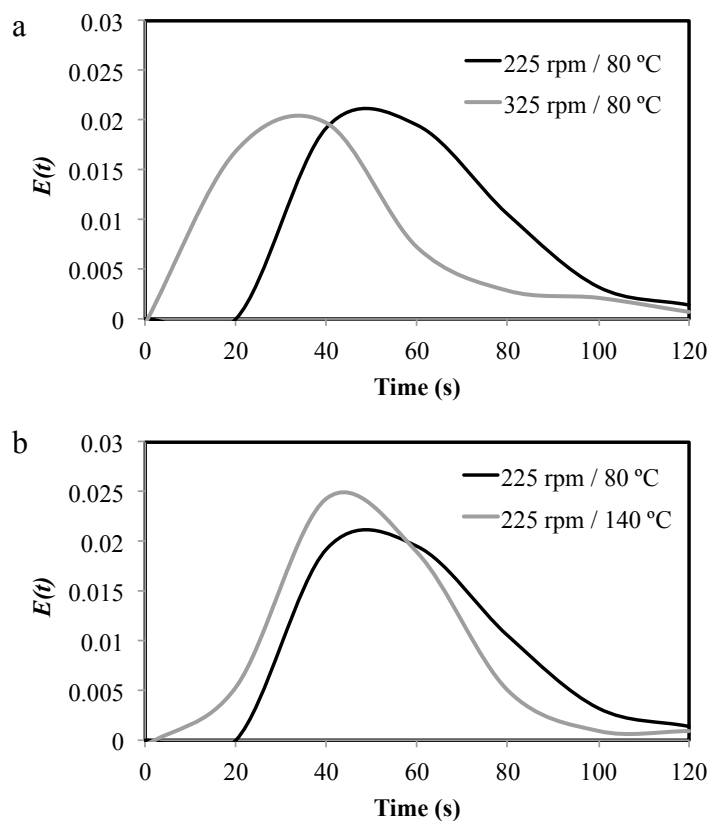 a
0.03
0.025
0.02
0.015
0.01
0.005
0
E(t)
225 rpm / 80 ºC
325 rpm / 80 ºC
0 20 40 60 80 100 120
Time (s)
b
0.03
0.025
0.02
0.015
0.01
0.005
0
E(t)
225 rpm / 80 ºC
225 rpm / 140 ºC
0 20 40 60 80 100 120
Time (s)